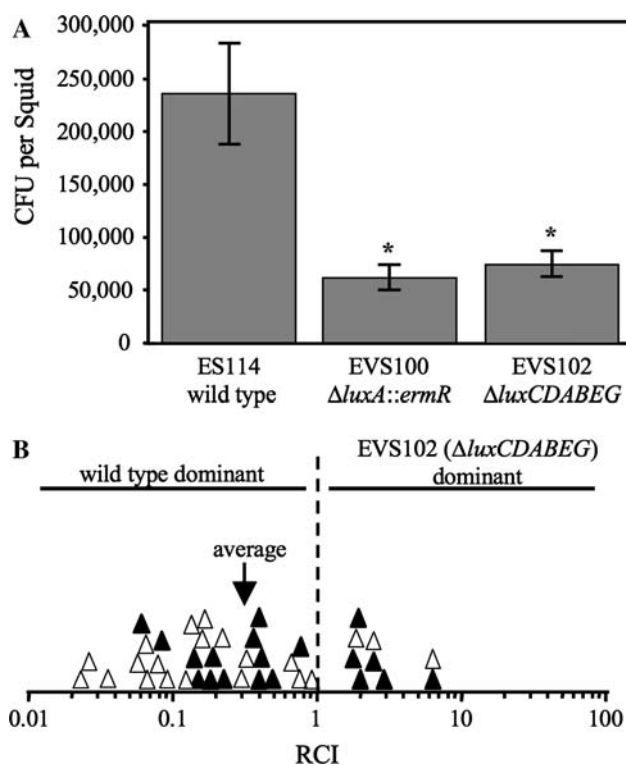 A
CFU per Squid
300,000
250,000
200,000
150,000
100,000
50,000
0
*
*
ES114
wild type
EVS100
ΔluxA::ermR
EVS102
ΔluxCDABEG
B
wild type dominant
EVS102 (ΔluxCDABEG)
dominant
average
0.01
0.1
1
10
100
RCI